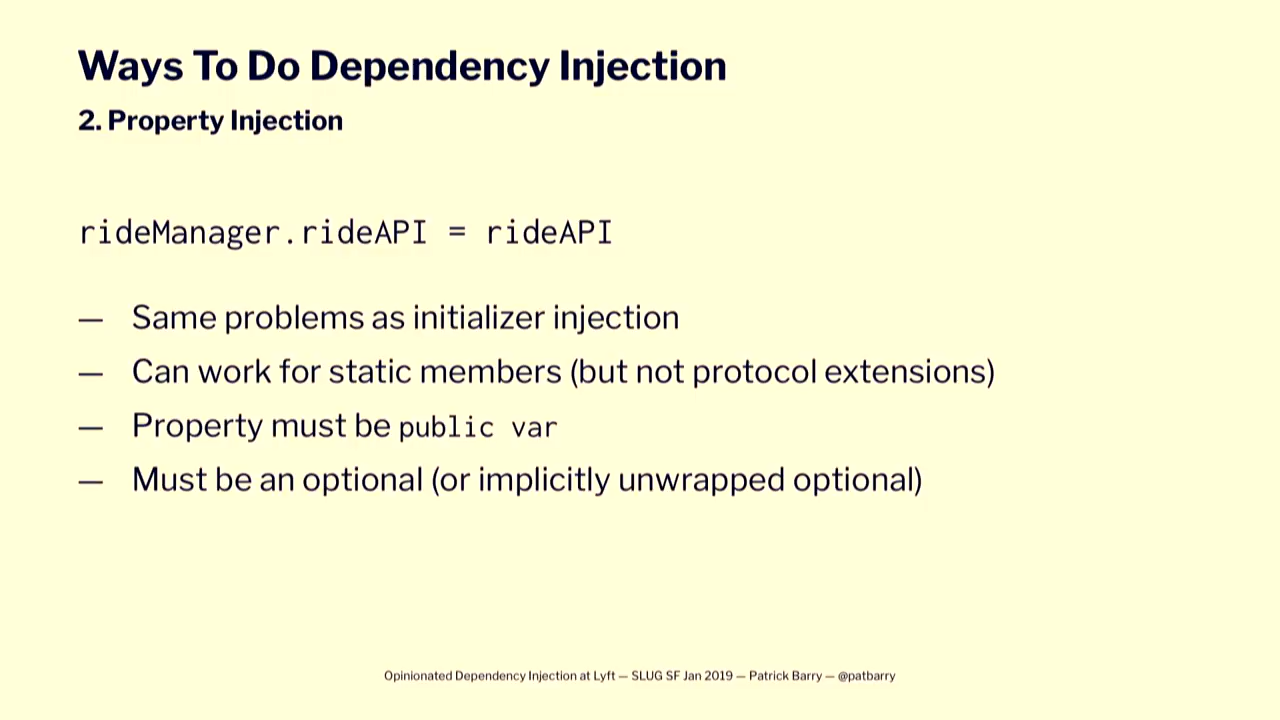 Ways To Do Dependency Injection
2. Property Injection
rideManager.rideAPI = rideAPI
— Same problems as initializer injection
— Can work for static members (but not protocol extensions)
— Property must be public var
— Must be an optional (or implicitly unwrapped optional)
Opinionated Dependency Injection at Lyft — SLUG SF Jan 2019 — Patrick Barry — @patbarry